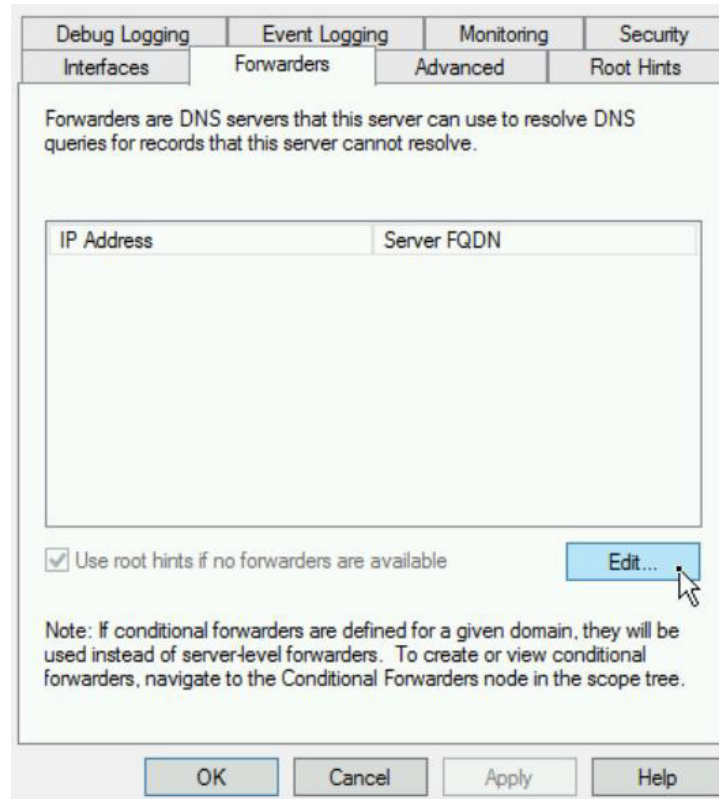 Debug Logging Event Logging Monitoring Security
Interfaces Forwarders Advanced Root Hints
Forwarders are DNS servers that this server can use to resolve DNS
queries for records that this server cannot resolve.
IP Address Server FQDN
Use root hints if no forwarders are available Edit...
Note: If conditional forwarders are defined for a given domain, they will be
used instead of server-level forwarders. To create or view conditional
forwarders, navigate to the Conditional Forwarders node in the scope tree.
OK Cancel Apply Help